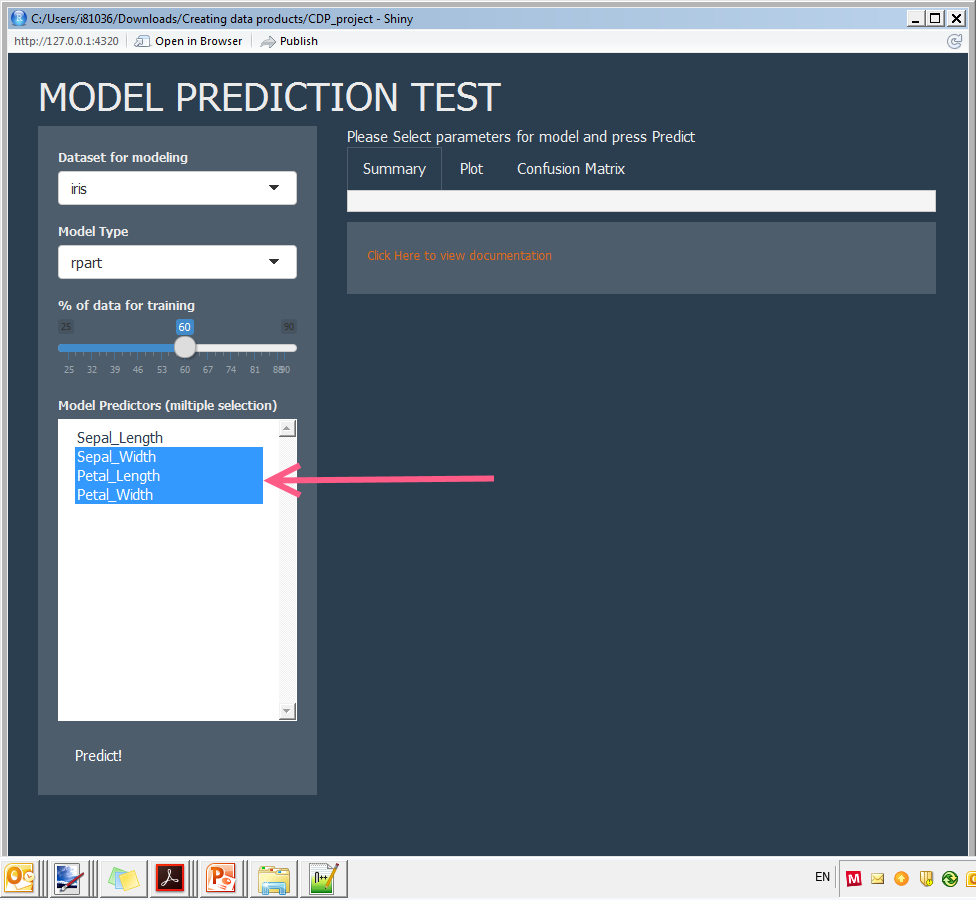 C:/Users/i81036/Downloads/Creating data products/CDP_project - Shiny
http://127.0.0.1:4320 Open in Browser Publish
MODEL PREDICTION TEST
Please Select parameters for model and press Predict
Summary Plot Confusion Matrix
Click Here to view documentation
Dataset for modeling
iris
Model Type
rpart
% of data for training
25 60 90
25 32 39 46 53 60 67 74 81 88 90
Model Predictors (miltiple selection)
Sepal_Length
Sepal_Width
Petal_Length
Petal_Width
Predict!
EN